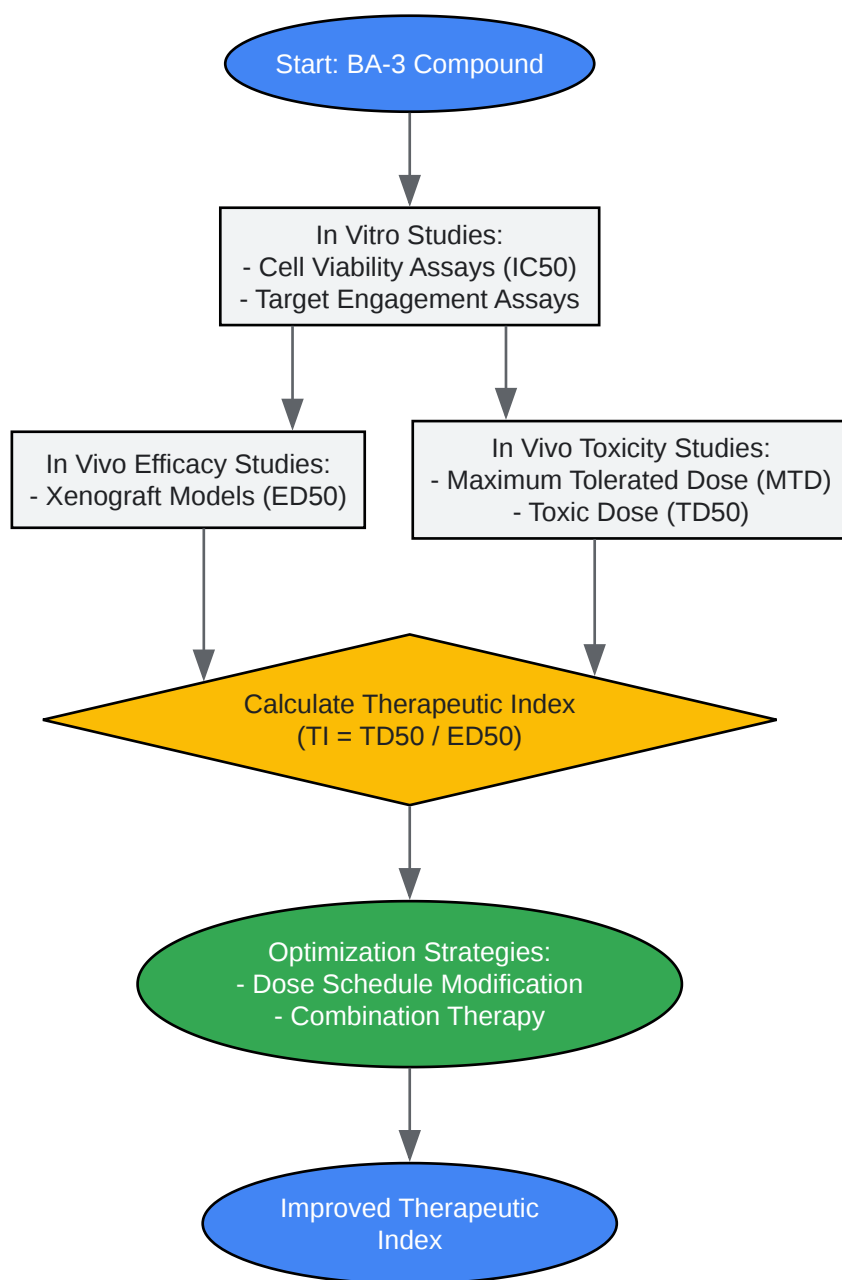 Start: BA-3 Compound
In Vitro Studies:
- Cell Viability Assays (IC50)
- Target Engagement Assays
In Vivo Efficacy Studies:
- Xenograft Models (ED50)
In Vivo Toxicity Studies:
- Maximum Tolerated Dose (MTD)
- Toxic Dose (TD50)
Calculate Therapeutic Index
(TI = TD50 / ED50)
Optimization Strategies:
- Dose Schedule Modification
- Combination Therapy
Improved Therapeutic
Index